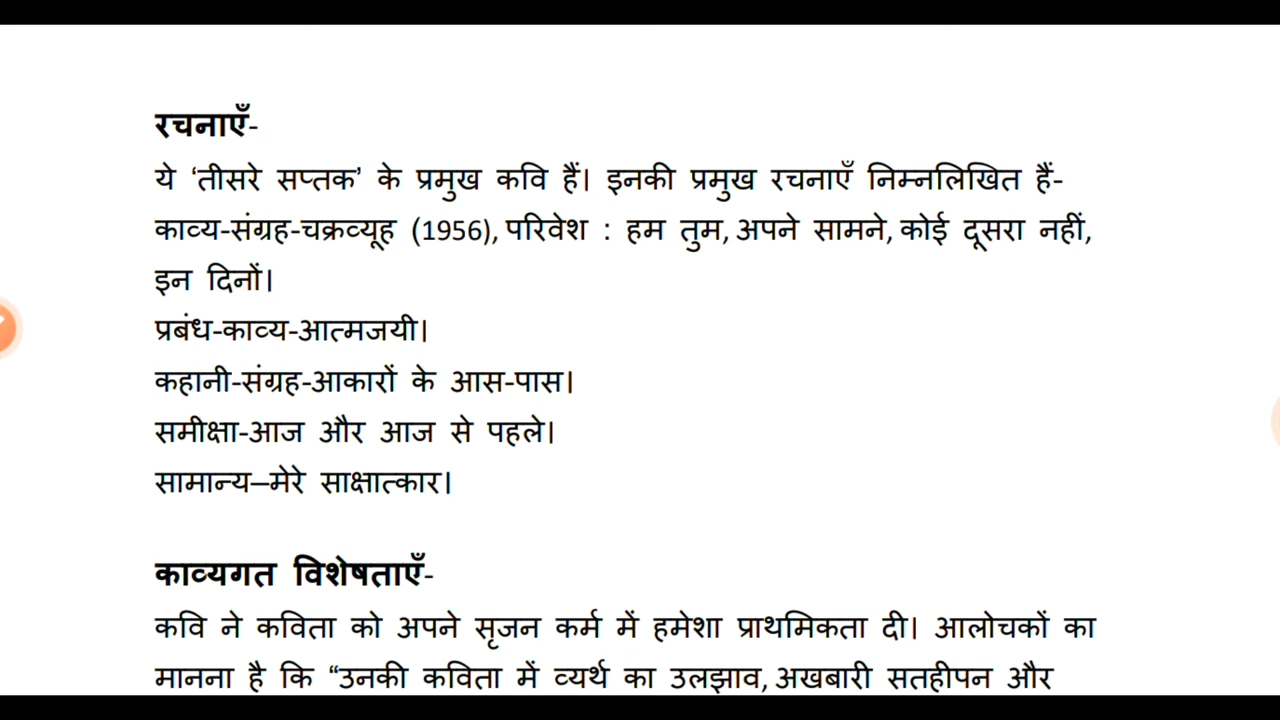 रचनाएँ-
ये ‘तीसरे सप्तक’ के प्रमुख कवि हैं। इनकी प्रमुख रचनाएँ निम्नलिखित हैं-
काव्य-संग्रह-चक्रव्यूह (1956), परिवेश : हम तुम, अपने सामने, कोई दूसरा नहीं,
इन दिनों।
प्रबंध-काव्य-आत्मजयी।
कहानी-संग्रह-आकारों के आस-पास।
समीक्षा-आज और आज से पहले।
सामान्य–मेरे साक्षात्कार।
काव्यगत विशेषताएँ-
कवि ने कविता को अपने सृजन कर्म में हमेशा प्राथमिकता दी। आलोचकों का
मानना है कि “उनकी कविता में व्यर्थ का उलझाव, अखबारी सतहीपन और